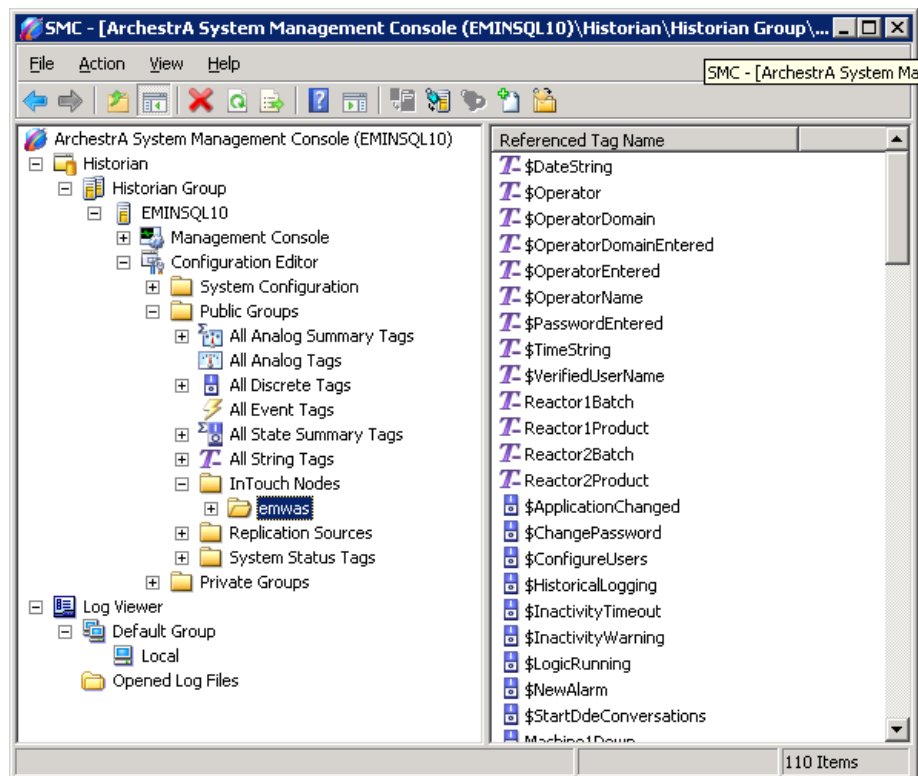 SMC - [ArchestrA System Management Console (EMINSQL10)\Historian\Historian Group\...
File Action View Help
SMC - [ArchestrA System Ma
ArchestrA System Management Console (EMINSQL10)
Historian
Historian Group
EMINSQL10
Management Console
Configuration Editor
System Configuration
Public Groups
All Analog Summary Tags
All Analog Tags
All Discrete Tags
All Event Tags
All State Summary Tags
All String Tags
InTouch Nodes
emwas
Replication Sources
System Status Tags
Private Groups
Log Viewer
Default Group
Local
Opened Log Files
Referenced Tag Name
$DateString
$Operator
$OperatorDomain
$OperatorDomainEntered
$OperatorEntered
$OperatorName
$PasswordEntered
$TimeString
$VerifiedUserName
Reactor1Batch
Reactor1Product
Reactor2Batch
Reactor2Product
$ApplicationChanged
$ChangePassword
$ConfigureUsers
$HistoricalLogging
$InactivityTimeout
$InactivityWarning
$LogicRunning
$NewAlarm
$StartDdeConversations
Machine1Down
110 Items